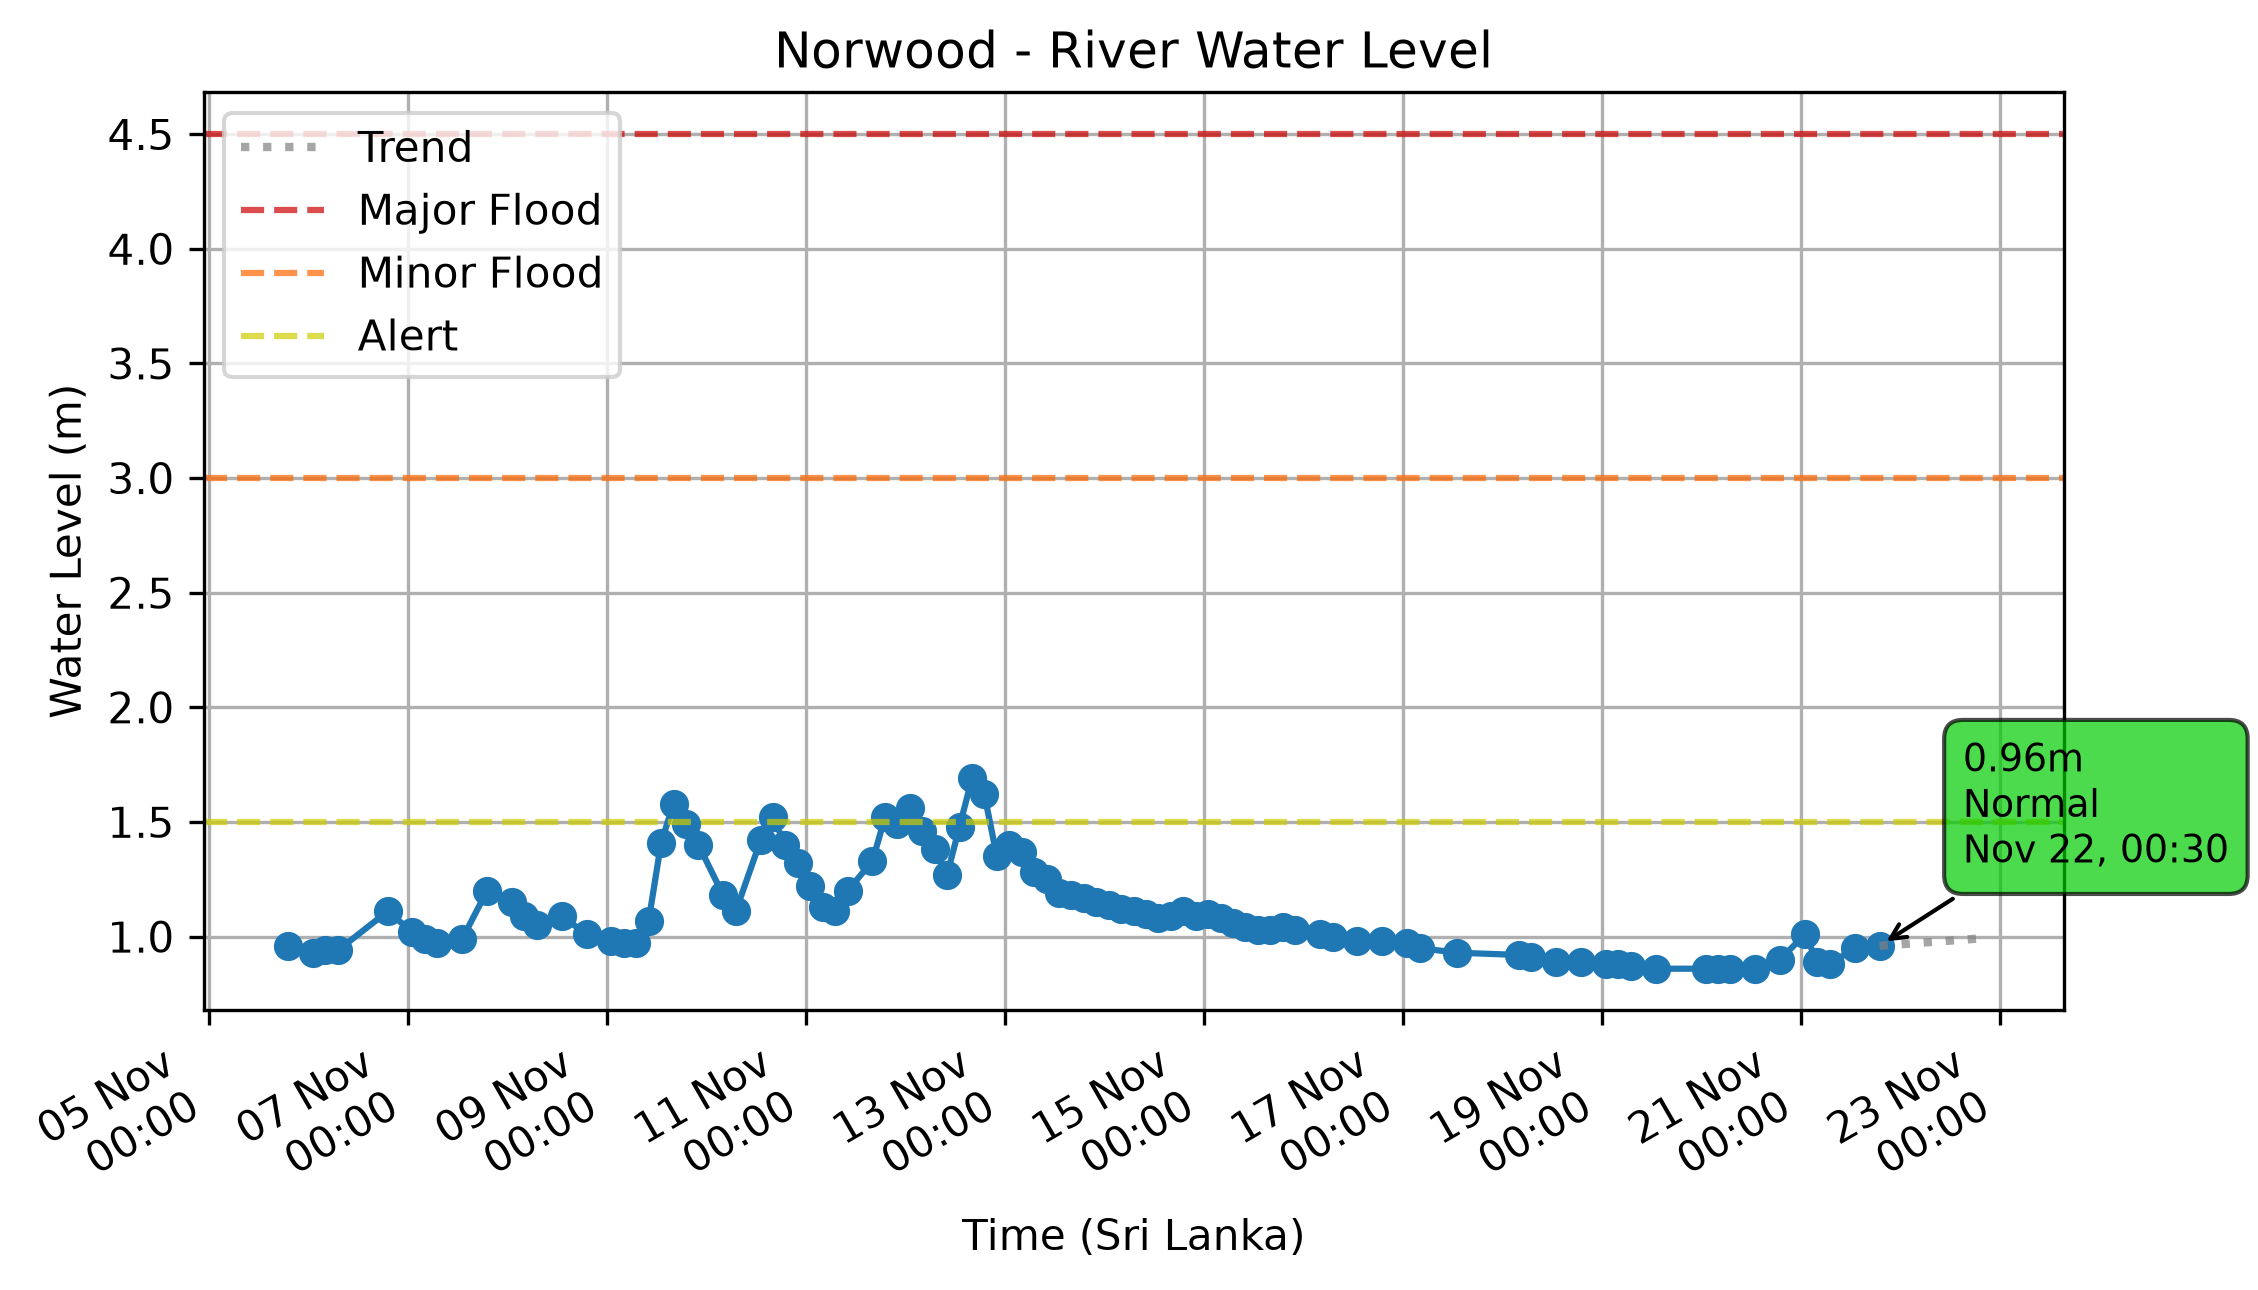 Norwood - River Water Level
Trend
Major Flood
Minor Flood
Alert
4.5
4.0
3.5
3.0
2.5
2.0
1.5
1.0
Water Level (m)
0.96m
Normal
Nov 22, 00:30
05 Nov
00:00
07 Nov
00:00
09 Nov
00:00
11 Nov
00:00
13 Nov
00:00
15 Nov
00:00
17 Nov
00:00
19 Nov
00:00
21 Nov
00:00
23 Nov
00:00
Time (Sri Lanka)